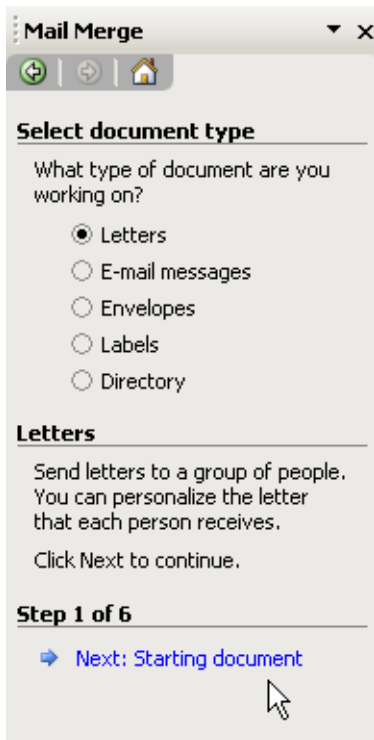 Mail Merge
Select document type
What type of document are you
working on?
Letters
E-mail messages
Envelopes
Labels
Directory
Letters
Send letters to a group of people.
You can personalize the letter
that each person receives.
Click Next to continue.
Step 1 of 6
Next: Starting document